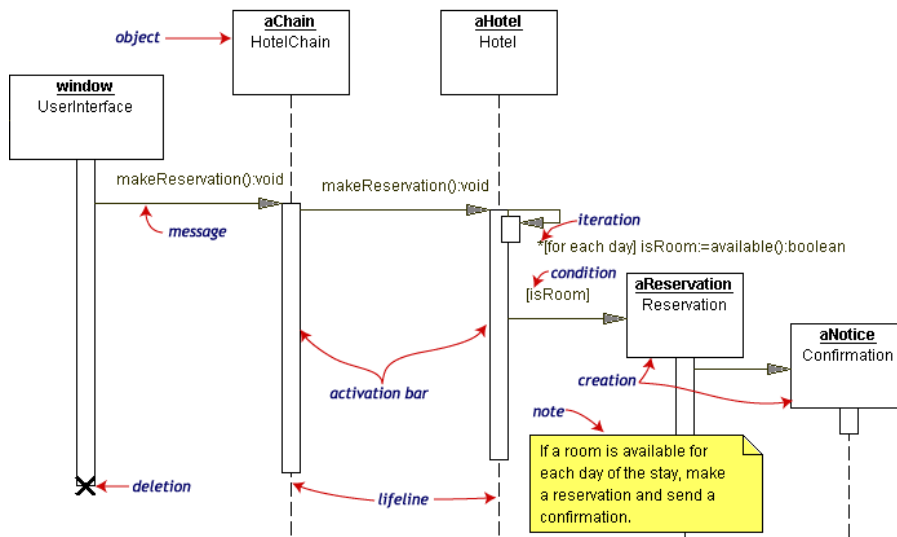 aChain
HotelChain
aHotel
Hotel
object
window
UserInterface
makeReservation():void
makeReservation():void
message
iteration
*[for each day] isRoom:=available():boolean
condition
[isRoom]
aReservation
Reservation
aNotice
Confirmation
activation bar
creation
note
If a room is available for
each day of the stay, make
a reservation and send a
confirmation.
deletion
lifeline